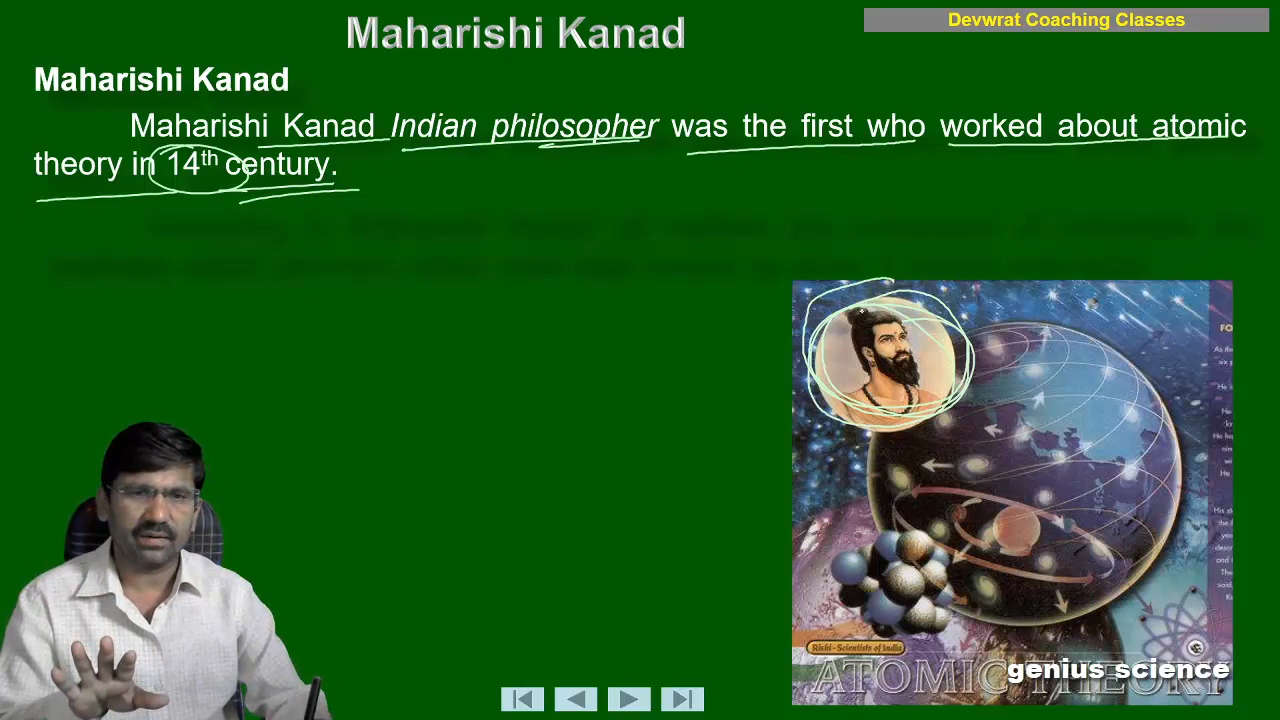 Maharishi Kanad
Devwrat Coaching Classes
Maharishi Kanad
Maharishi Kanad Indian philosopher was the first who worked about atomic
theory in 14th century.
Rishi - Scientists of India
ATOMIC THEORY
genius science